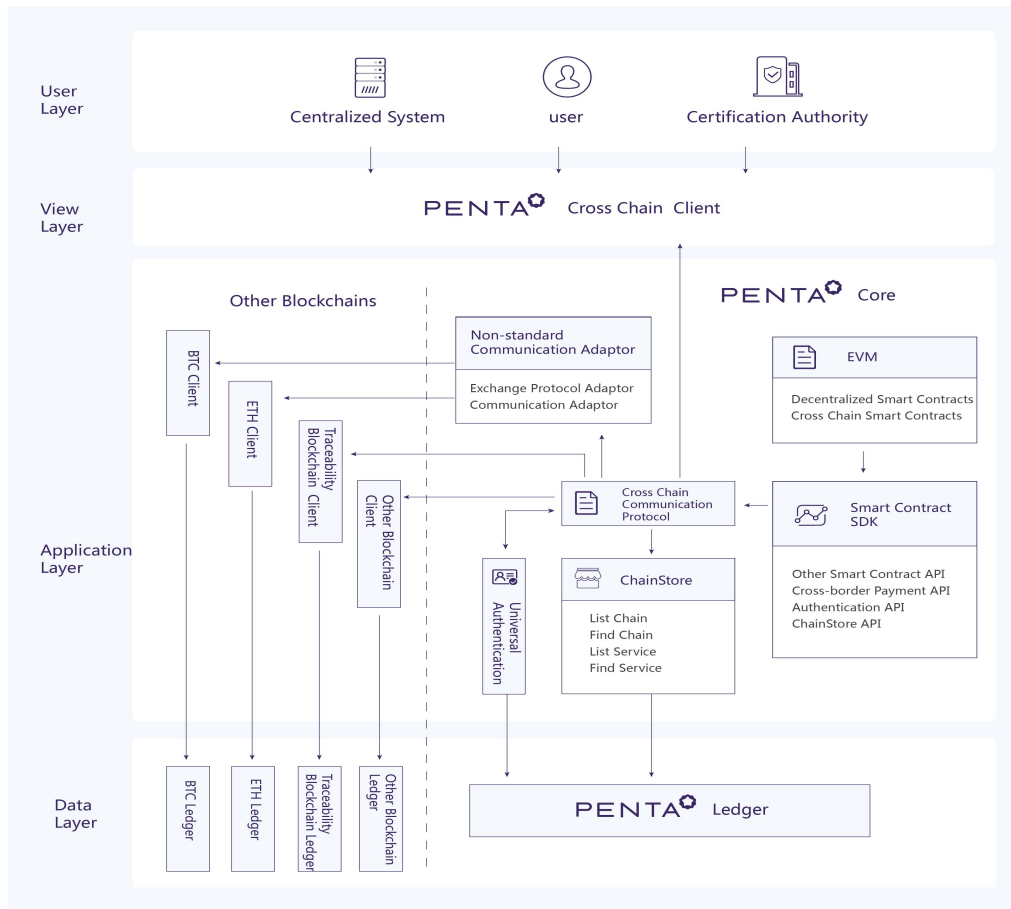 User
Layer
Centralized System
user
Certification Authority
View
Layer
PENTA Cross Chain Client
Application
Layer
Other Blockchains
PENTA Core
BTC Client
ETH Client
Traceability
Blockchain Client
Other Blockchain
Client
Non-standard
Communication Adaptor
Exchange Protocol Adaptor
Communication Adaptor
EVM
Decentralized Smart Contracts
Cross Chain Smart Contracts
Cross Chain
Communication
Protocol
Smart Contract
SDK
Other Smart Contract API
Cross-border Payment API
Authentication API
ChainStore API
Universal
Authentication
ChainStore
List Chain
Find Chain
List Service
Find Service
Data
Layer
BTC Ledger
ETH Ledger
Traceability
Blockchain Ledger
Other Blockchain
Ledger
PENTA Ledger